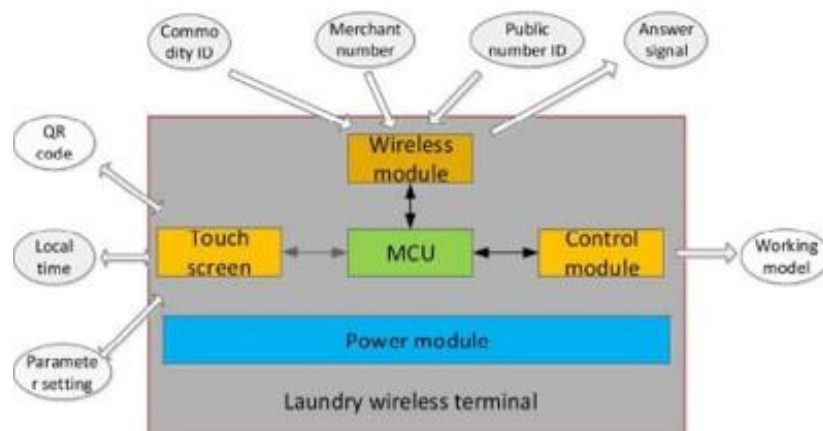 Commo
dity ID
Merchant
number
Public
number ID
Answer
signal
QR
code
Wireless
module
Local
time
Touch
screen
MCU
Control
module
Working
model
Paramete
r setting
Power module
Laundry wireless terminal